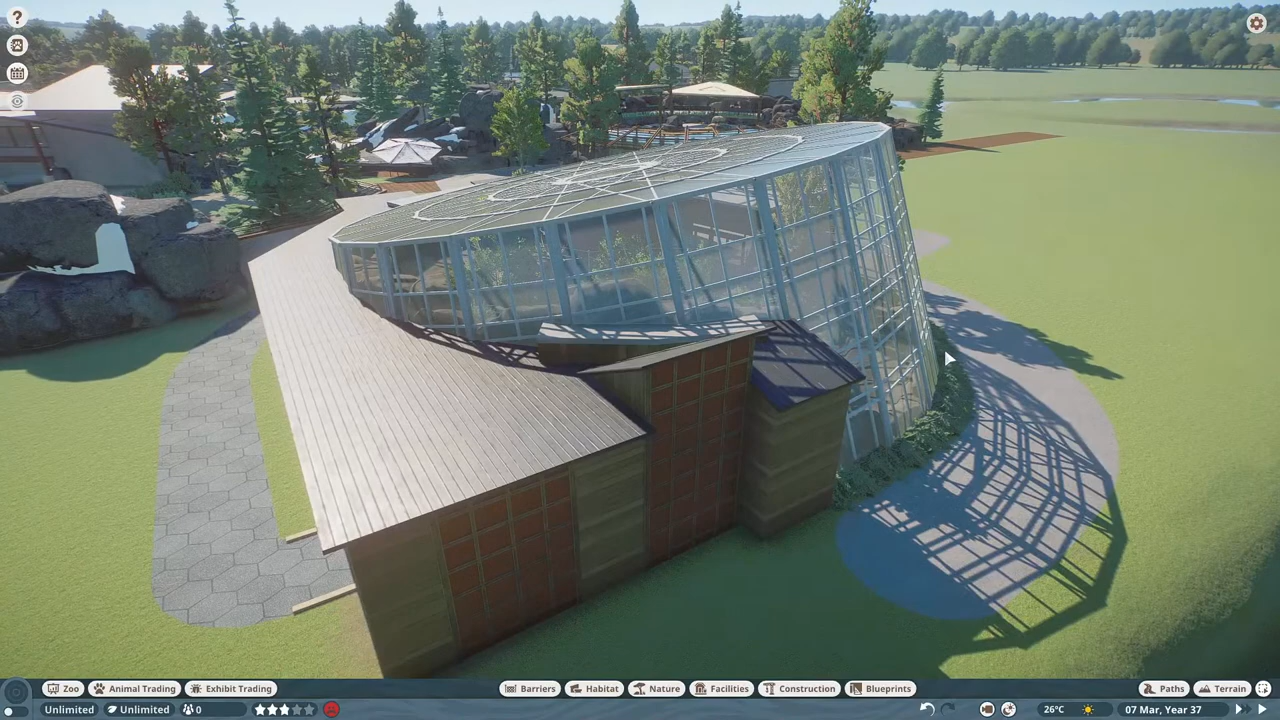 ?
Zoo Animal Trading Exhibit Trading Barriers Habitat Nature Facilities Construction Blueprints Paths Terrain
Unlimited Unlimited 0 26°C 07 Mar, Year 37